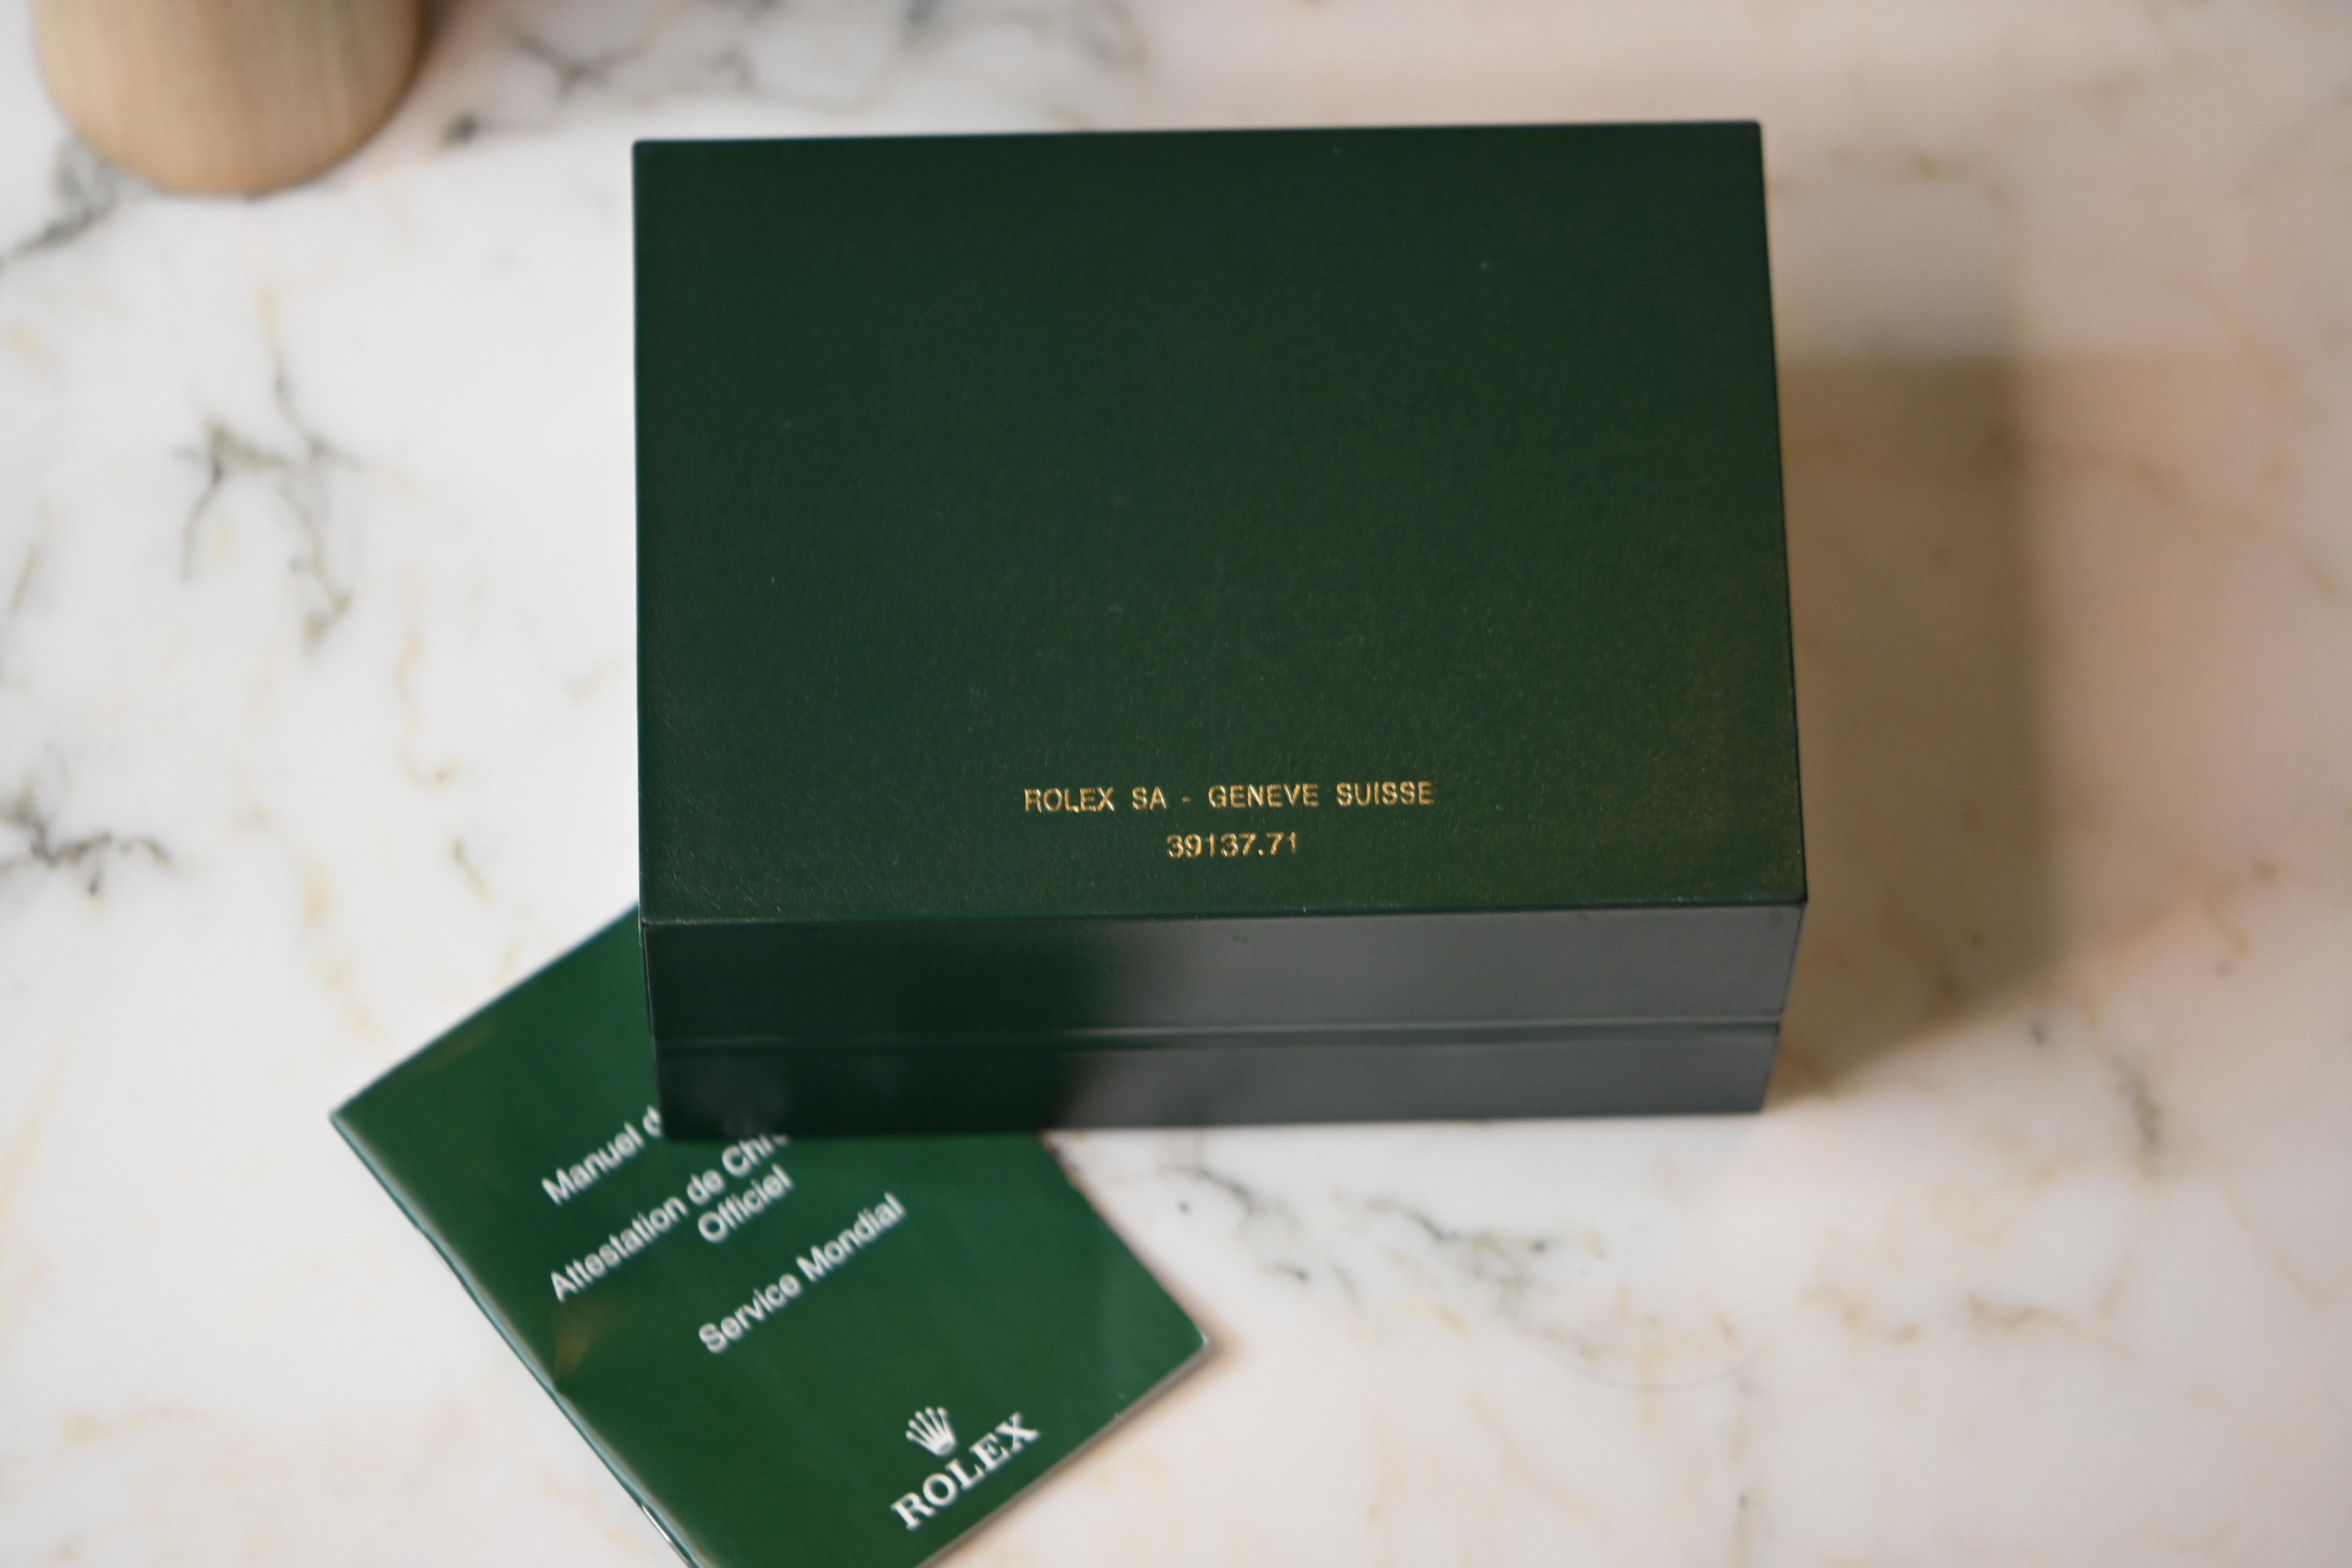 ROLEX SA - GENEVE SUISSE
39137.71
Manuel
Attestation de
Officiel
Service Mondial
ROLEX